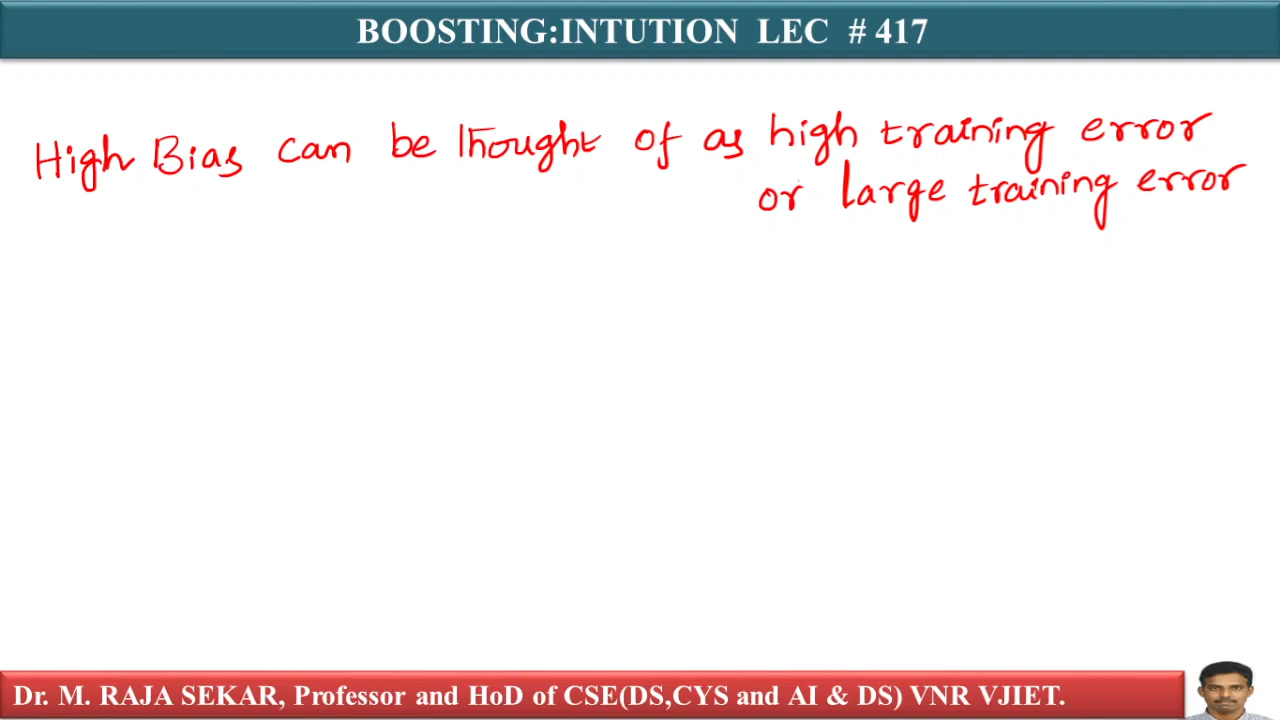 BOOSTING:INTUTION LEC # 417
High Bias can be thought of as high training error
or large training error
Dr. M. RAJA SEKAR, Professor and HoD of CSE(DS,CYS and AI & DS) VNR VJIET.